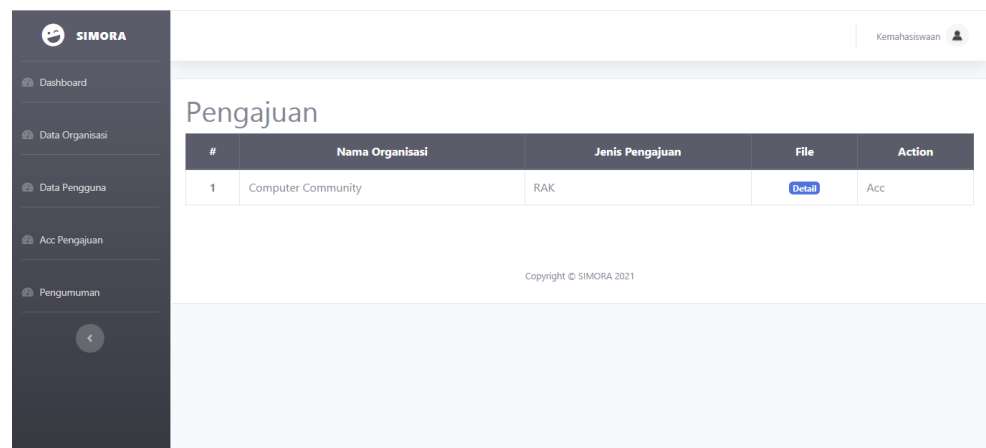 SIMORA
Kemahasiswaan
Dashboard
Data Organisasi
Data Pengguna
Acc Pengajuan
Pengumuman
Pengajuan
# Nama Organisasi Jenis Pengajuan File Action
1 Computer Community RAK Detail Acc
Copyright © SIMORA 2021